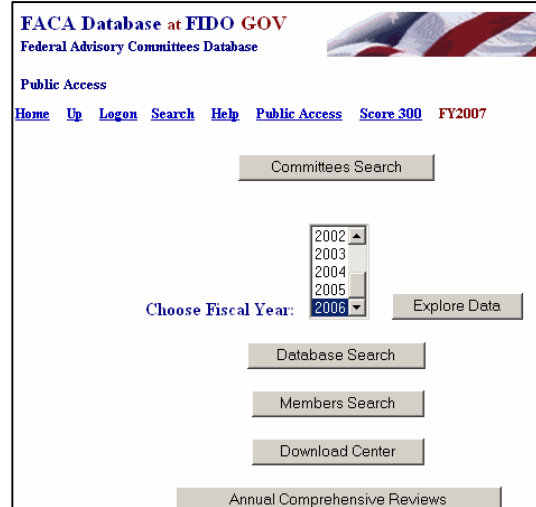 FACA Database at FIDO GOV
Federal Advisory Committees Database
Public Access
Home Up Logon Search Help Public Access Score 300 FY2007
Committees Search
2002
2003
2004
2005
Choose Fiscal Year: 2006 Explore Data
Database Search
Members Search
Download Center
Annual Comprehensive Reviews